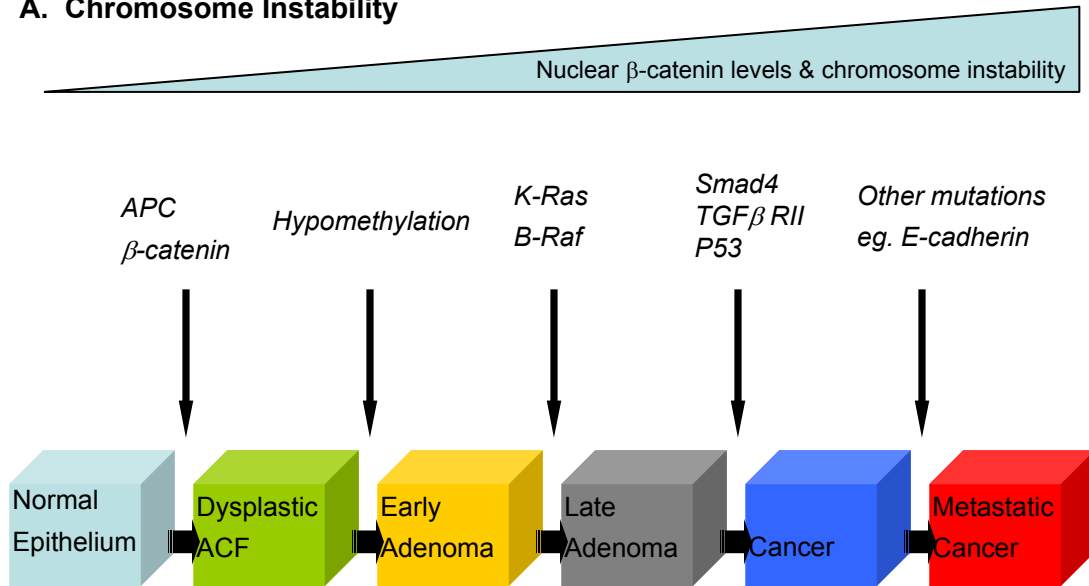 A. Chromosome Instability
Nuclear β-catenin levels & chromosome instability
APC
β-catenin
Hypomethylation
K-Ras
B-Raf
Smad4
TGFβ RII
P53
Other mutations
eg. E-cadherin
Normal
Epithelium
Dysplastic
ACF
Early
Adenoma
Late
Adenoma
Cancer
Metastatic
Cancer